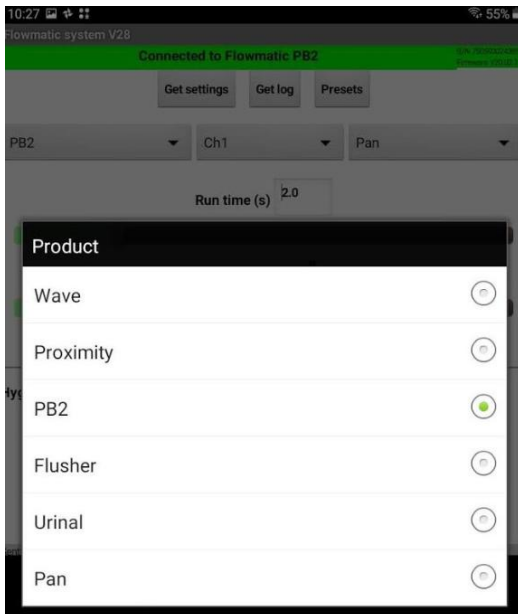 10:27 55%
Flowmatic system V28
Connected to Flowmatic PB2
Get settings Get log Presets
PB2 Ch1 Pan
Run time (s) 2.0
Product
Wave
Proximity
PB2
Flusher
Urinal
Pan